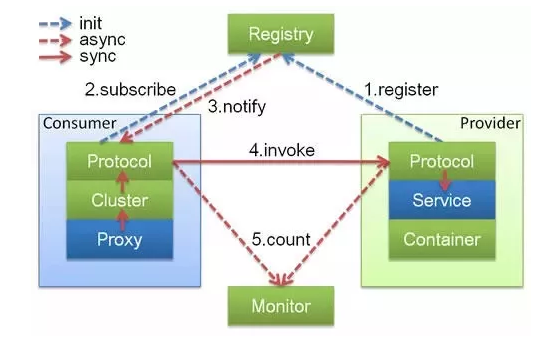 init
async
sync
Registry
2.subscribe
1.register
3.notify
Consumer
Provider
4.invoke
Protocol
Cluster
Proxy
Protocol
Service
Container
5.count
Monitor